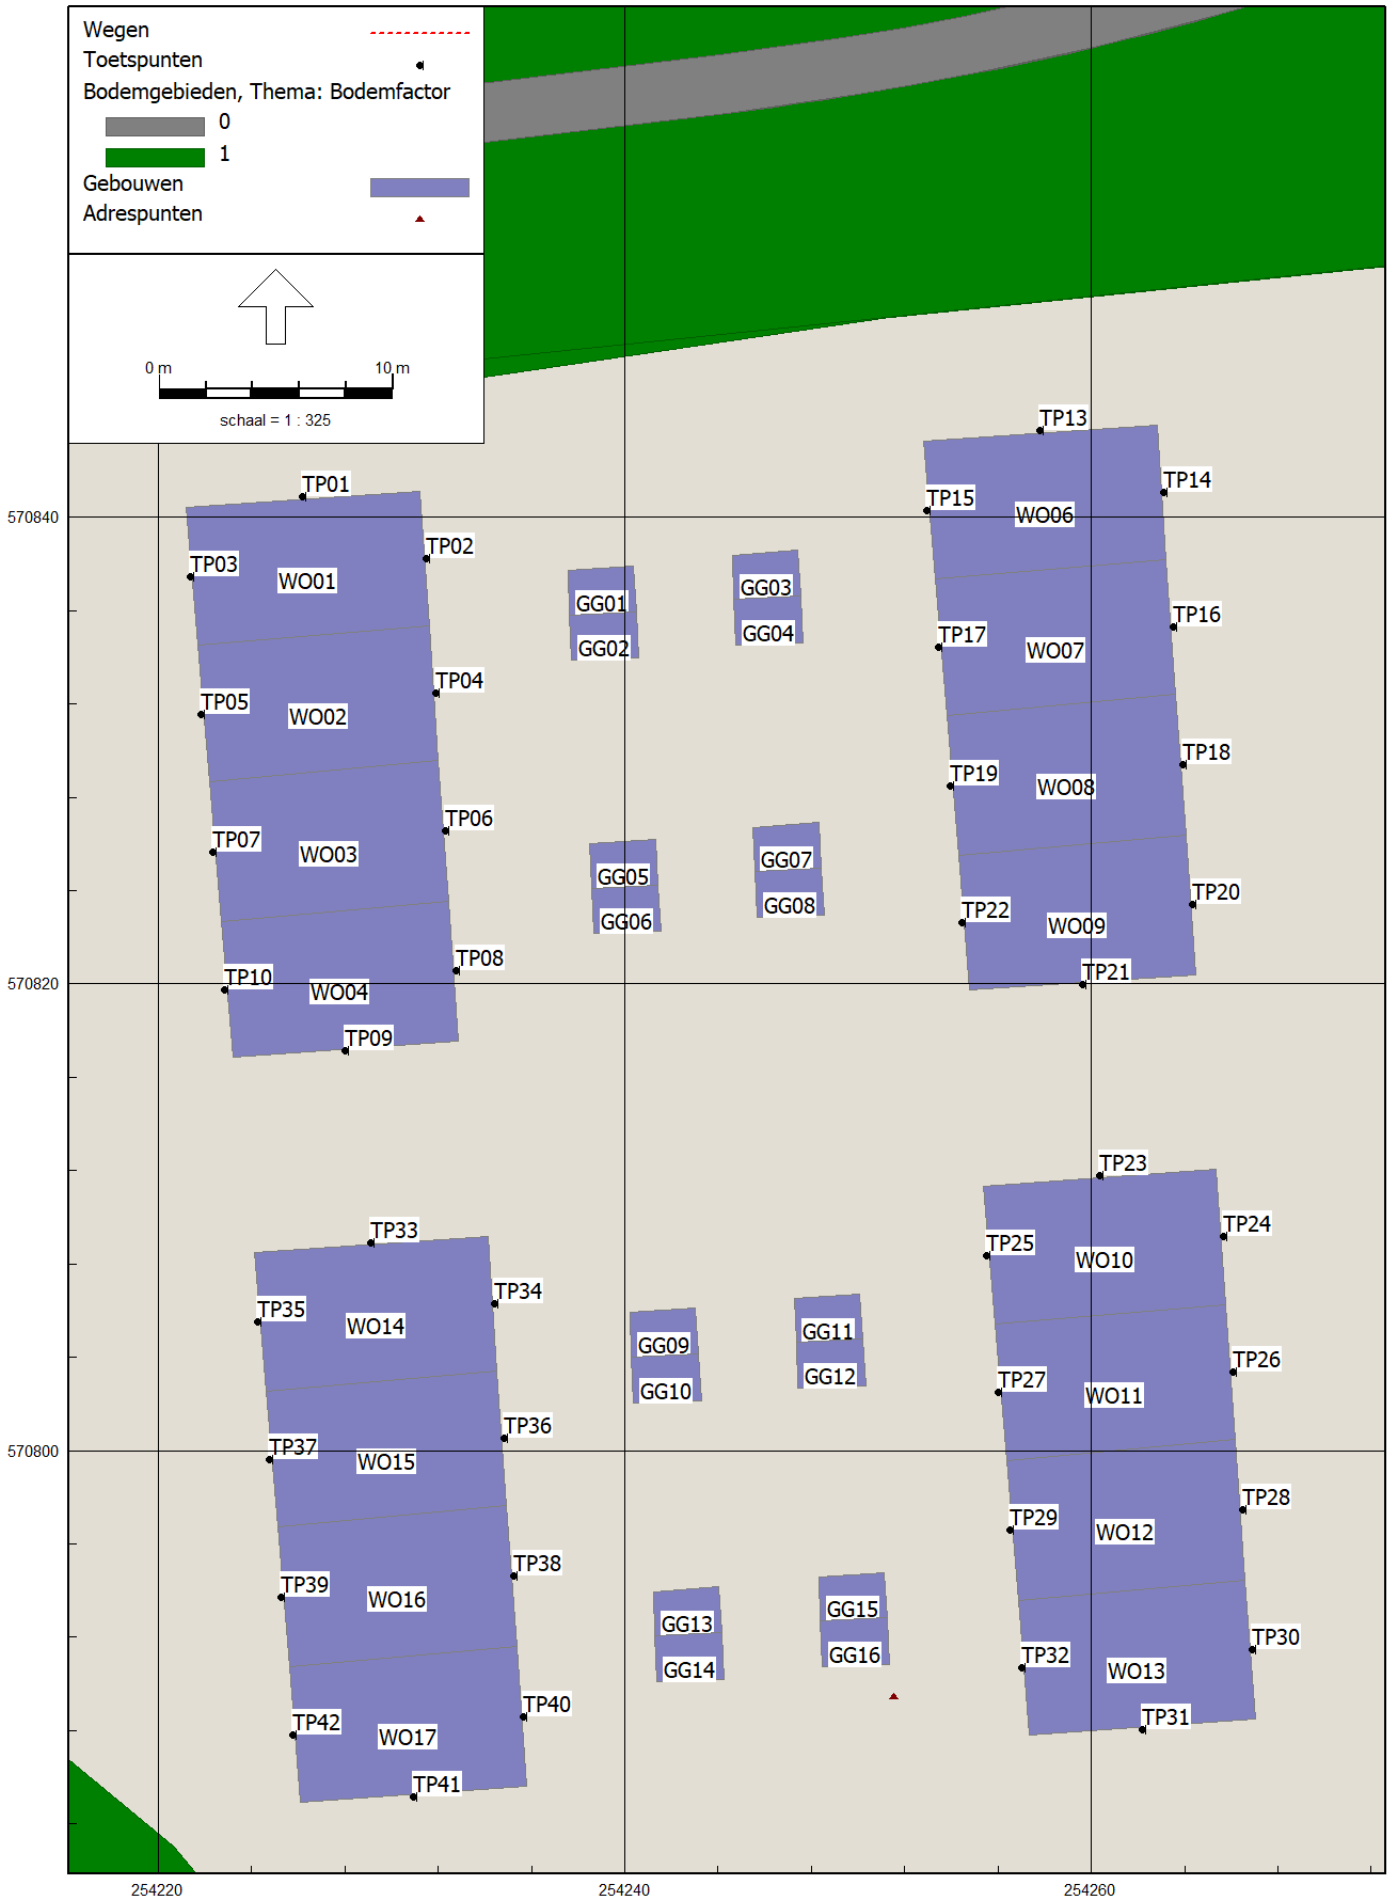 Wegen
Toetspunten
Bodemgebieden, Thema: Bodemfactor
0
1
Gebouwen
Adrespunten
0 m 10 m
schaal = 1 : 325
TP13
TP01
TP14
TP15
WO06
570840
TP02
TP03
WO01
GG03
GG01
TP16
GG04
TP17
GG02
WO07
TP04
TP05
WO02
TP18
TP19
WO08
TP06
TP07
WO03
GG07
GG05
TP20
GG08
TP22
GG06
WO09
TP08
TP21
TP10
570820
WO04
TP09
TP23
TP24
TP33
TP25
WO10
TP34
TP35
WO14
GG11
GG09
TP26
GG12
TP27
GG10
WO11
TP36
TP37
570800
WO15
TP28
TP29
WO12
TP38
TP39
WO16
GG15
GG13
TP30
GG16
TP32
GG14
WO13
TP40
TP31
TP42
WO17
TP41
254220 254240 254260